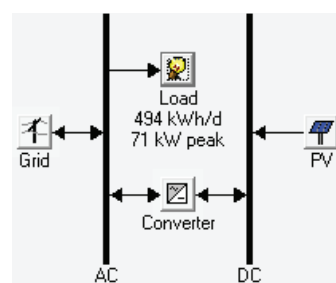 Load
494 kWh/d
71 kW peak
Grid
PV
Converter
AC
DC